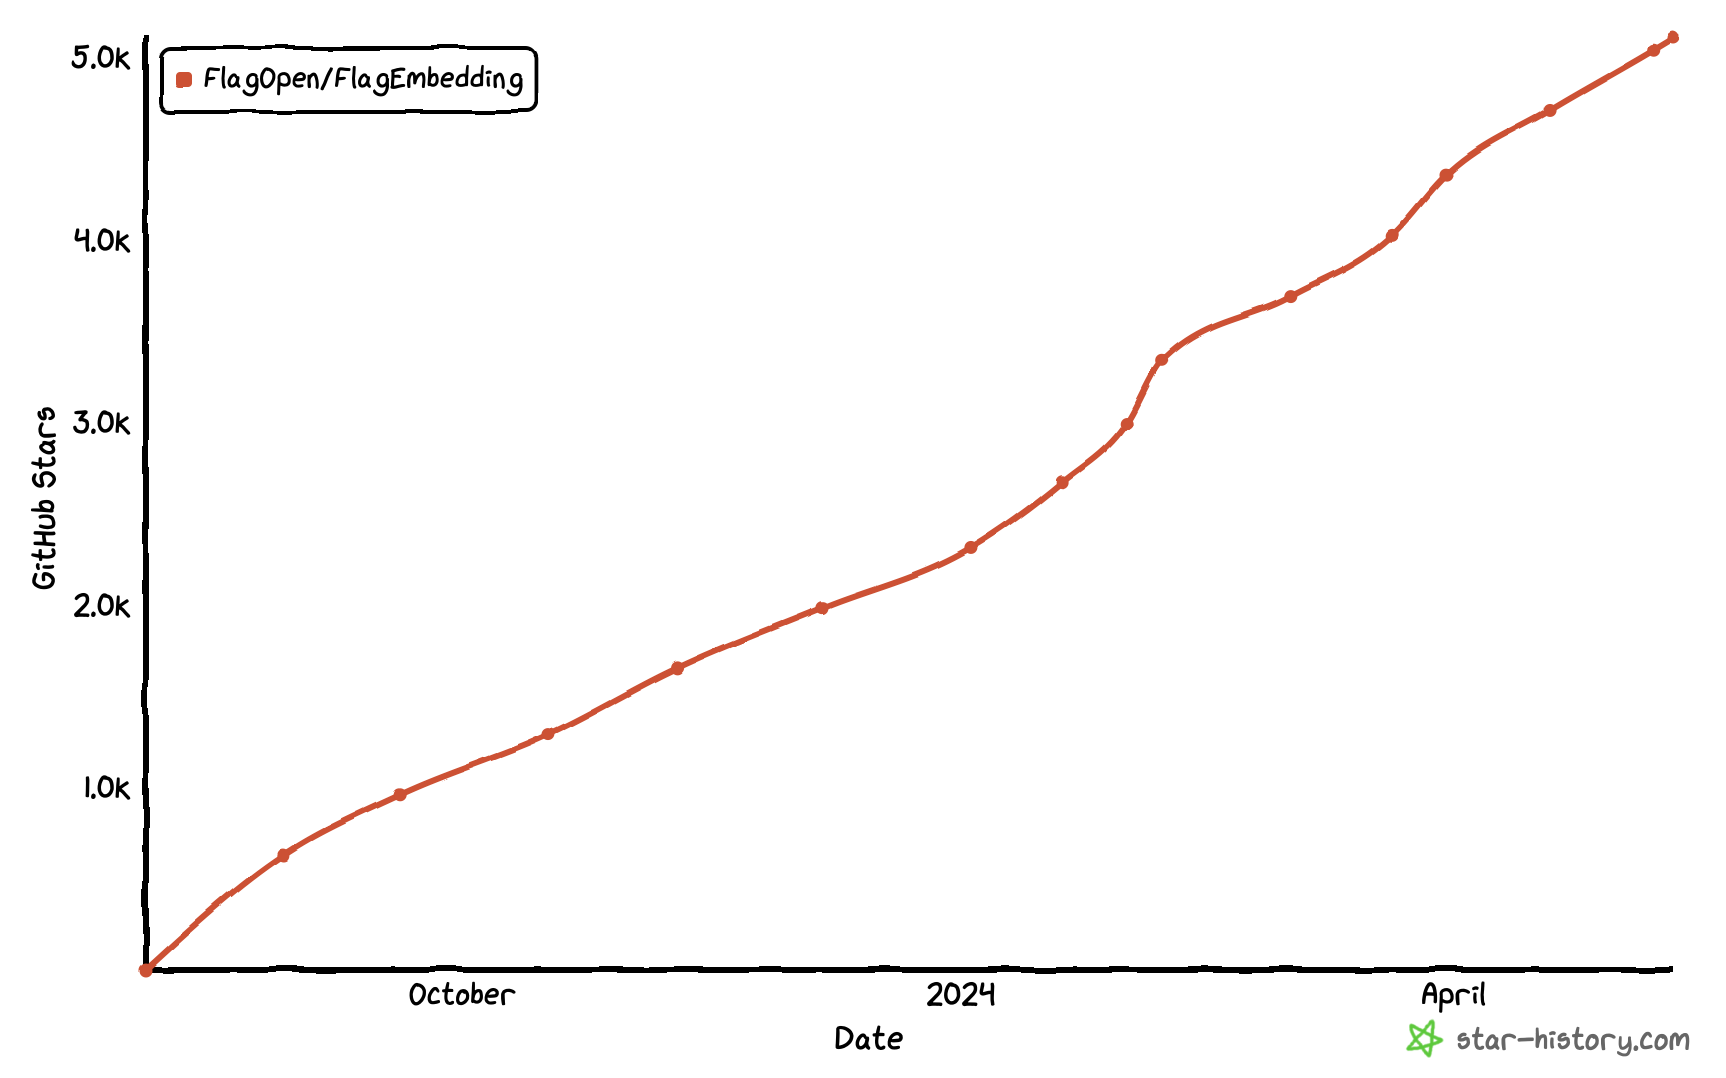 5.0k
FlagOpen/FlagEmbedding
4.0k
3.0k
GitHub Stars
2.0k
1.0k
October
2024
April
Date
star-history.com